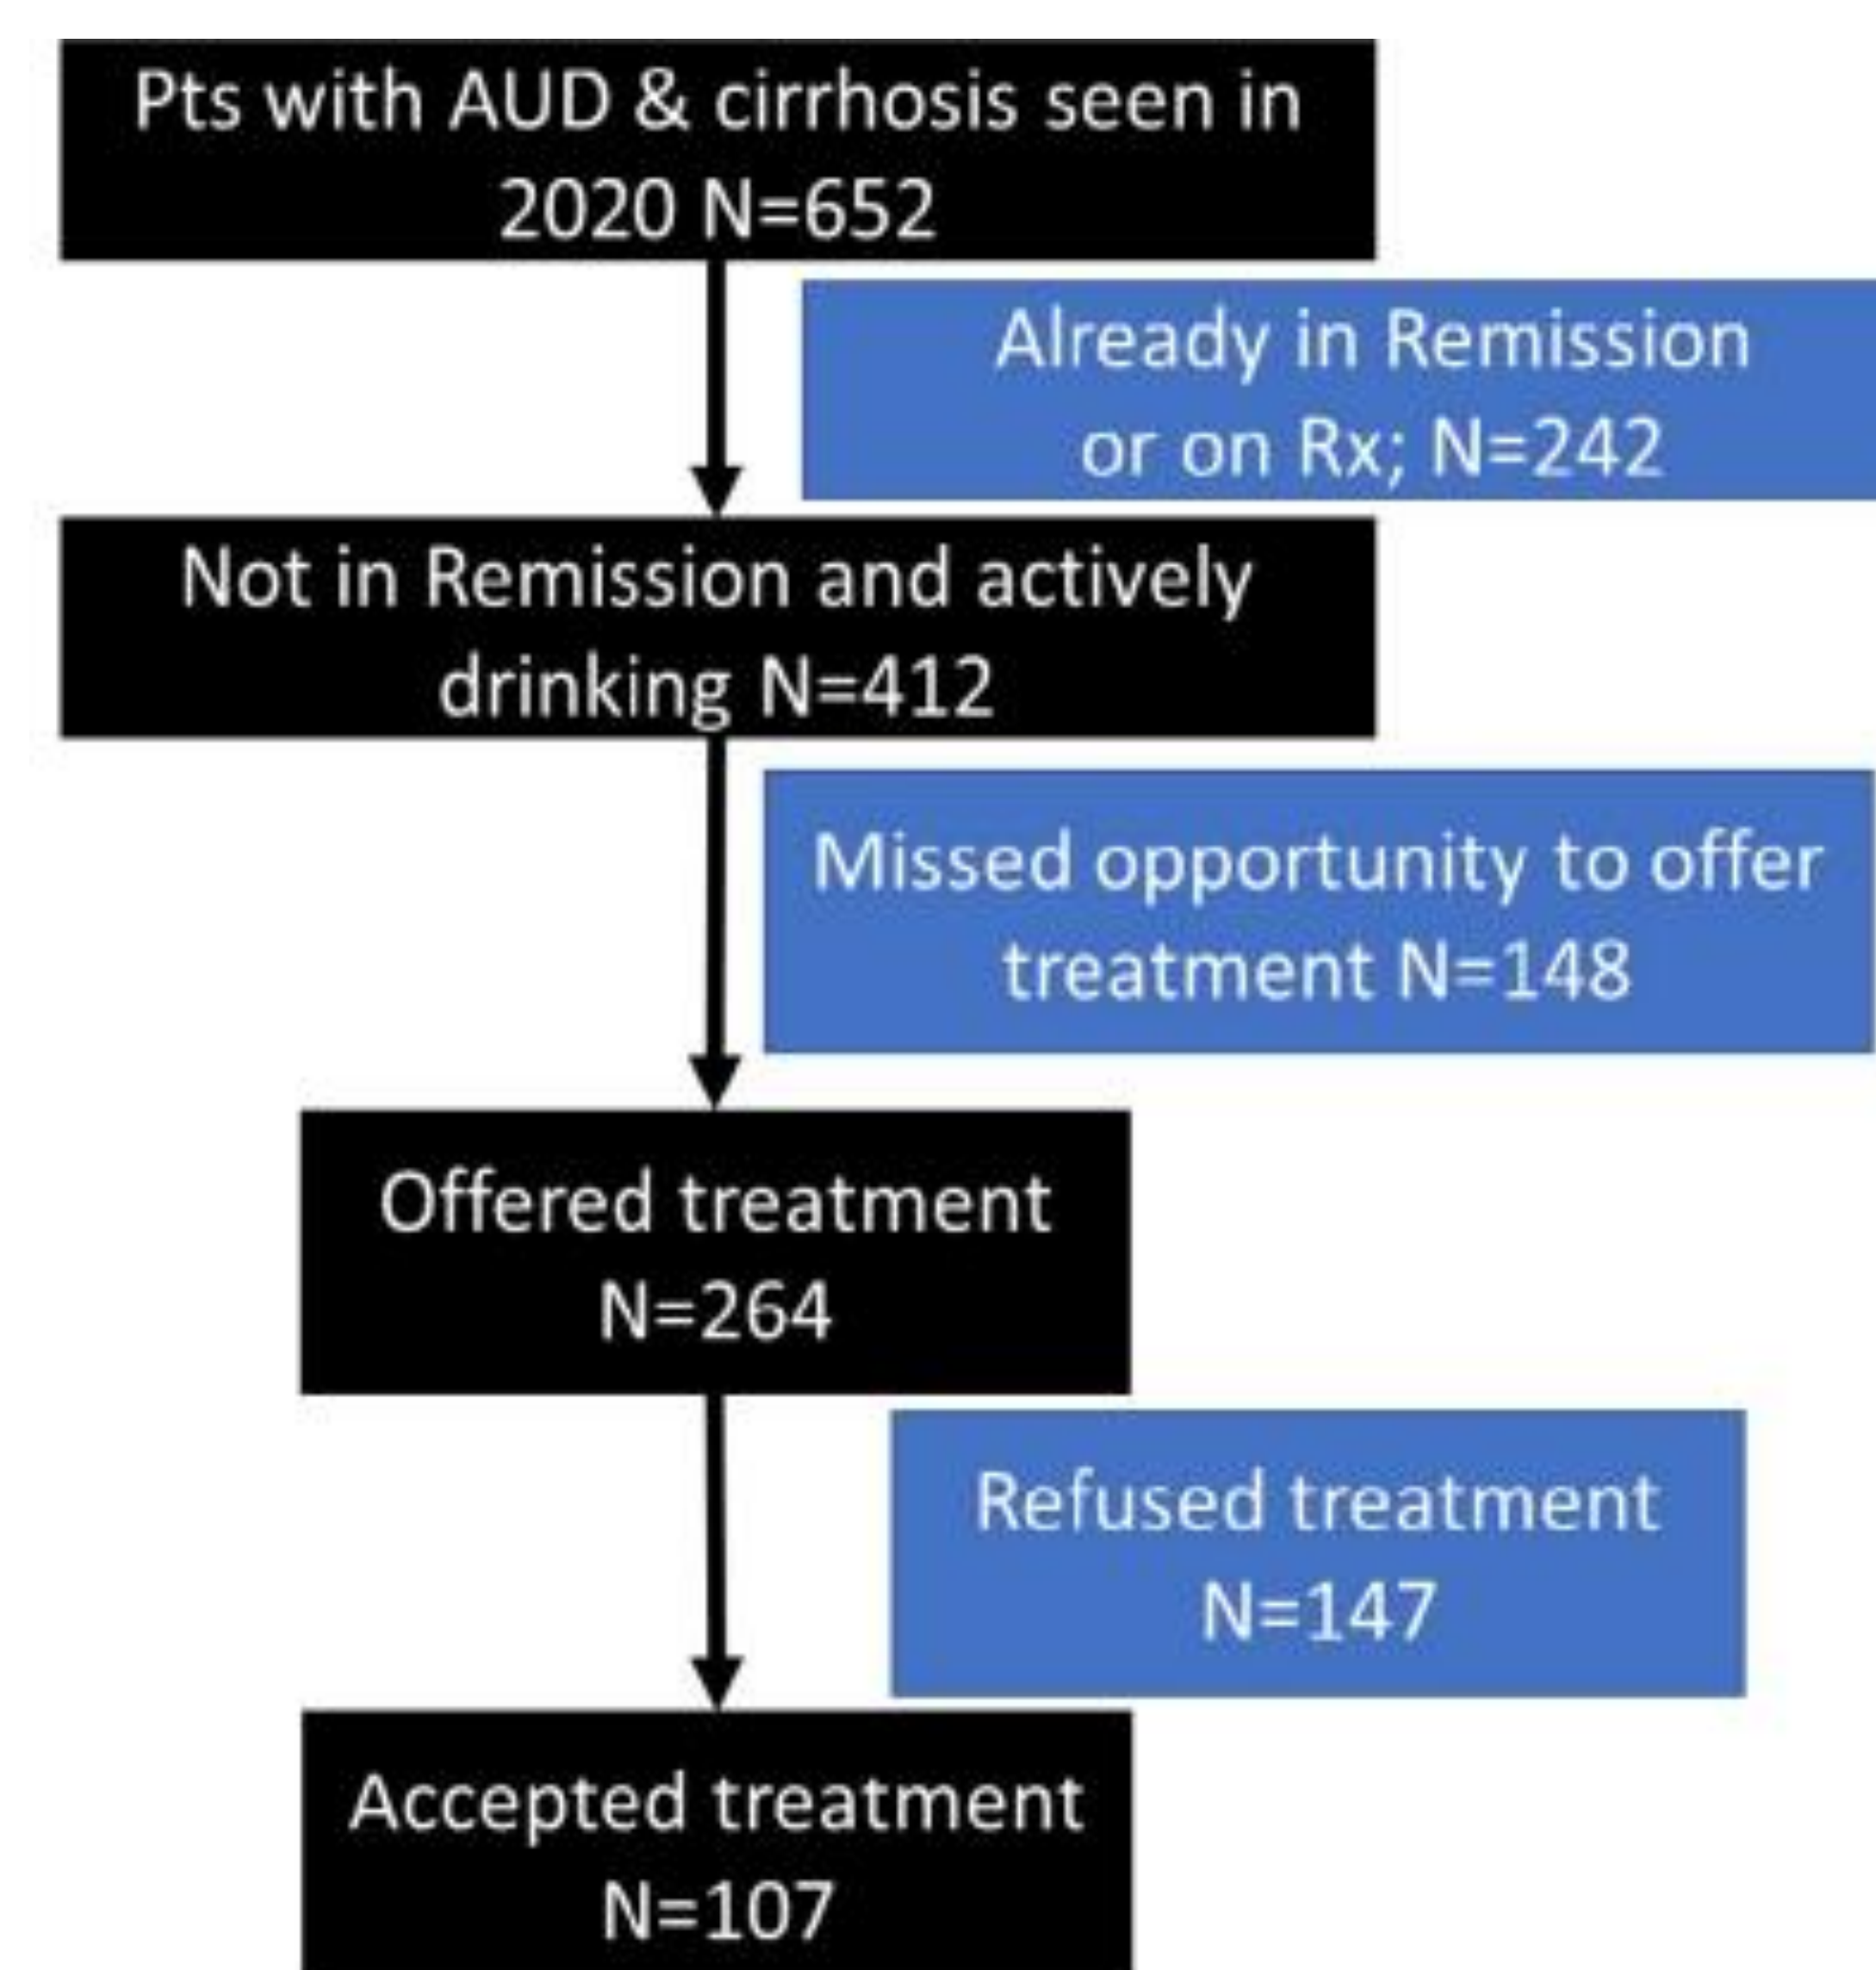 Pts with AUD & cirrhosis seen in
2020 N=652
Already in Remission
or on Rx; N=242
Not in Remission and actively
drinking N=412
Missed opportunity to offer
treatment N=148
Offered treatment
N=264
Refused treatment
N=147
Accepted treatment
N=107